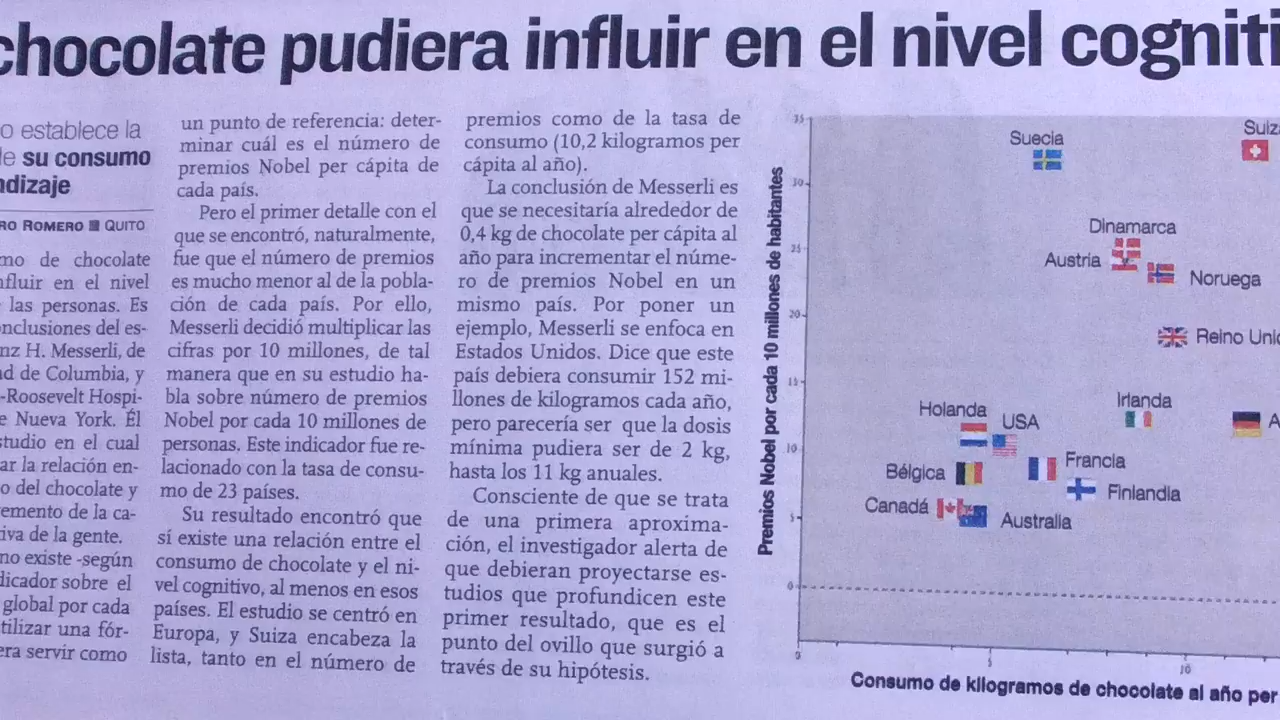 chocolate pudiera influir en el nivel cogniti
o establece la
de su consumo
ndizaje
RO ROMERO ■ QUITO
mo de chocolate
nfluir en el nivel
las personas. Es
onclusiones del es-
nz H. Messerli, de
ad de Columbia, y
-Roosevelt Hospi-
e Nueva York. Él
studio en el cual
ar la relación en-
o del chocolate y
emento de la ca-
iva de la gente.
no existe -según
dicador sobre el
global por cada
tilizar una fór-
era servir como
un punto de referencia: deter-
minar cuál es el número de
premios Nobel per cápita de
cada país.
Pero el primer detalle con el
que se encontró, naturalmente,
fue que el número de premios
es mucho menor al de la pobla-
ción de cada país. Por ello,
Messerli decidió multiplicar las
cifras por 10 millones, de tal
manera que en su estudio ha-
bla sobre número de premios
Nobel por cada 10 millones de
personas. Este indicador fue re-
lacionado con la tasa de consu-
mo de 23 países.
Su resultado encontró que
sí existe una relación entre el
consumo de chocolate y el ni-
vel cognitivo, al menos en esos
países. El estudio se centró en
Europa, y Suiza encabeza la
lista, tanto en el número de
premios como de la tasa de
consumo (10,2 kilogramos per
cápita al año).
La conclusión de Messerli es
que se necesitaría alrededor de
0,4 kg de chocolate per cápita al
año para incrementar el núme-
ro de premios Nobel en un
mismo país. Por poner un
ejemplo, Messerli se enfoca en
Estados Unidos. Dice que este
país debiera consumir 152 mi-
llones de kilogramos cada año,
pero parecería ser que la dosis
mínima pudiera ser de 2 kg,
hasta los 11 kg anuales.
Consciente de que se trata
de una primera aproxima-
ción, el investigador alerta de
que debieran proyectarse es-
tudios que profundicen este
primer resultado, que es el
punto del ovillo que surgió a
través de su hipótesis.
Premios Nobel por cada 10 millones de habitantes
35
30
25
20
15
10
5
0
Suecia
Suiz
Dinamarca
Austria
Noruega
Reino Unid
Irlanda
Holanda
USA
A
Bélgica
Francia
Finlandia
Canadá
Australia
0
5
10
Consumo de kilogramos de chocolate al año per